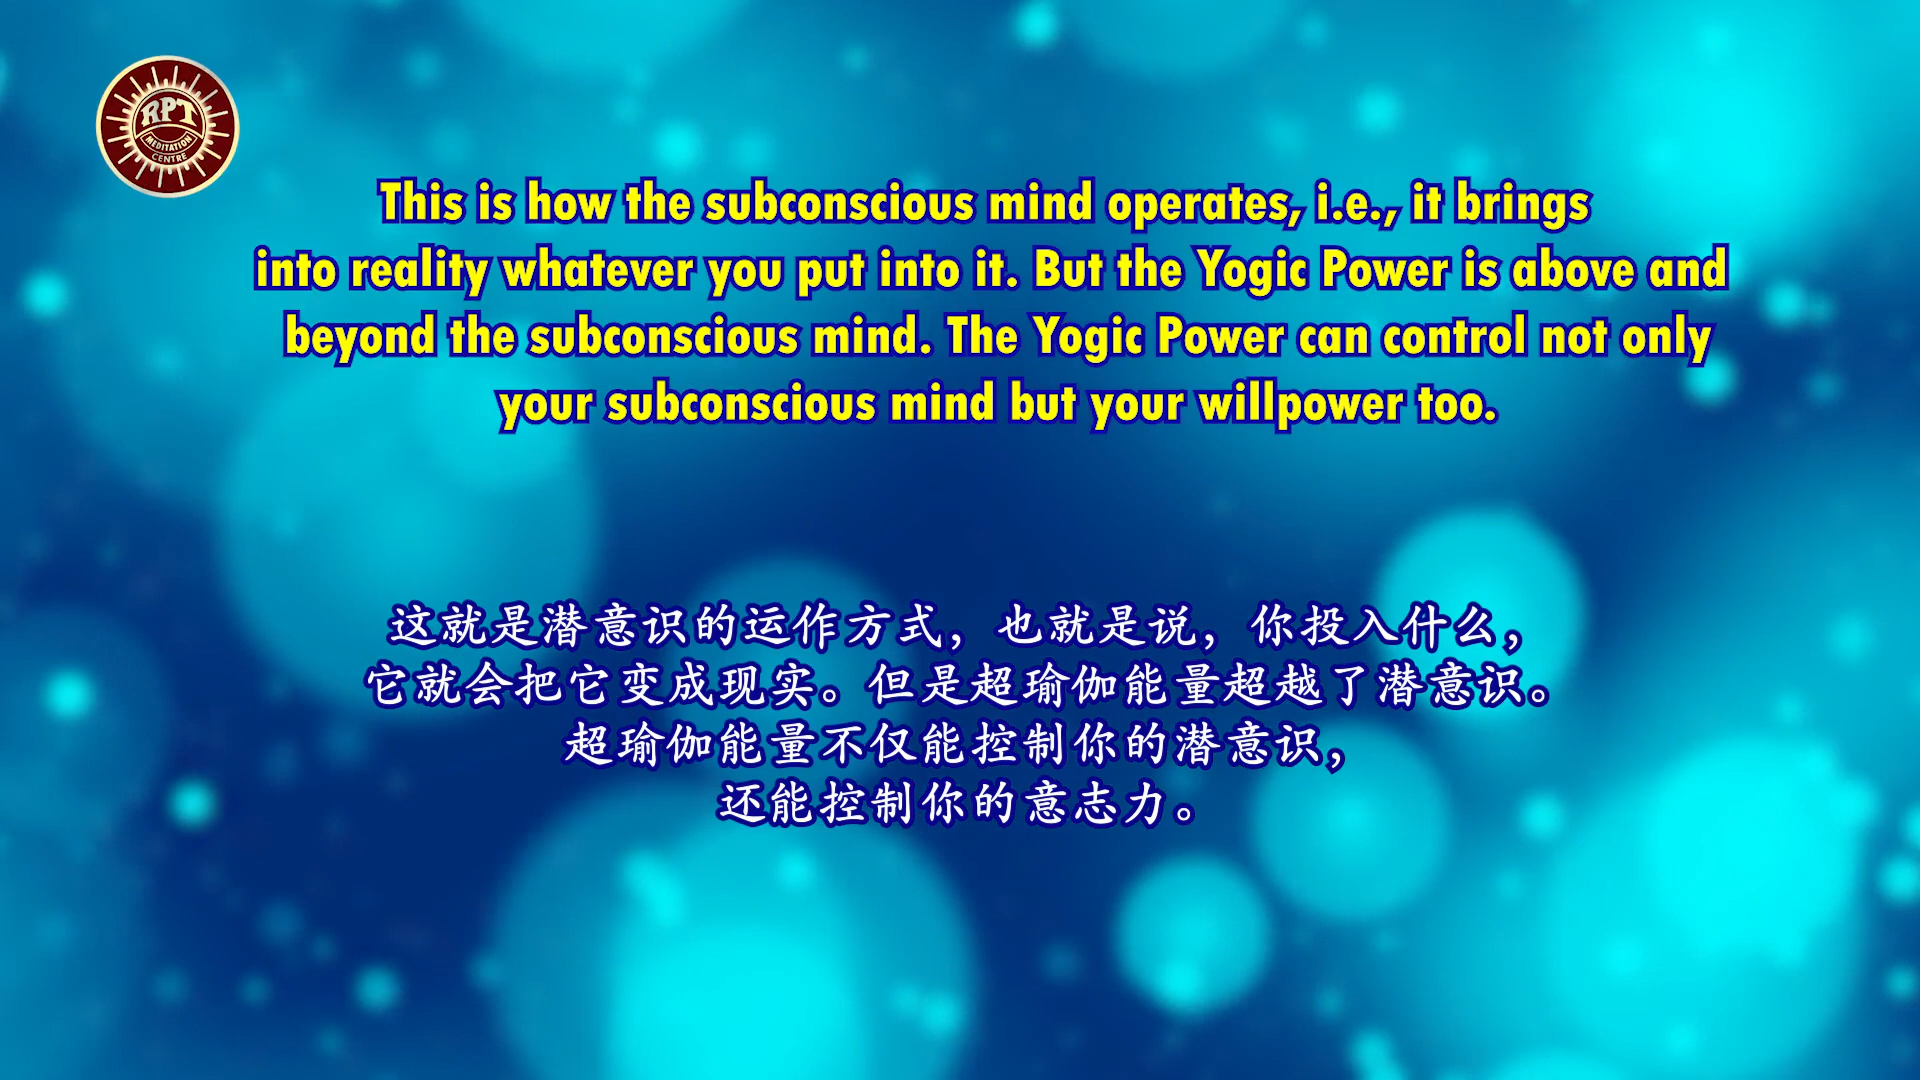 RPT
MEDITATION
CENTRE
This is how the subconscious mind operates, i.e., it brings
into reality whatever you put into it. But the Yogic Power is above and
beyond the subconscious mind. The Yogic Power can control not only
your subconscious mind but your willpower too.
这就是潜意识的运作方式，也就是说，你投入什么，
它就会把它变成现实。但是超瑜伽能量超越了潜意识。
超瑜伽能量不仅能控制你的潜意识，
还能控制你的意志力。